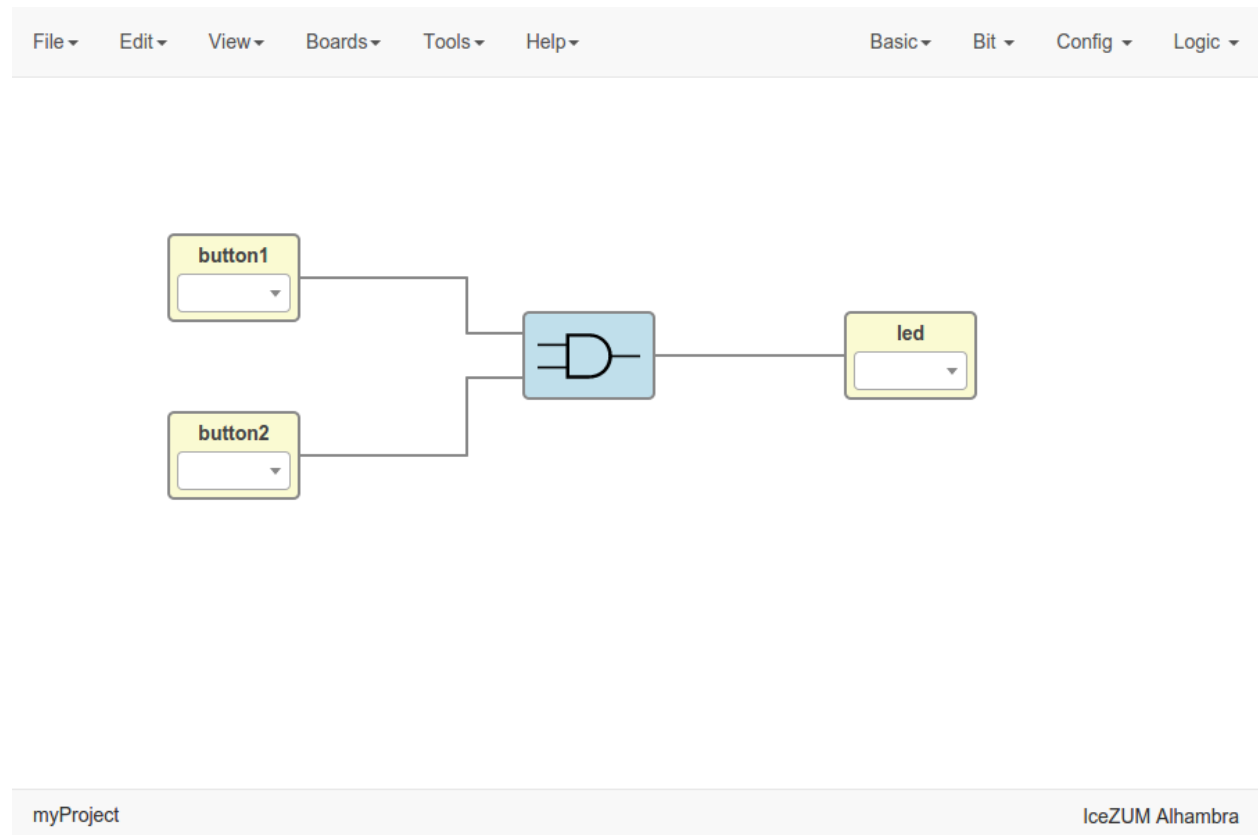 File Edit View Boards Tools Help Basic Bit Config Logic
button1
led
button2
myProject IceZUM Alhambra